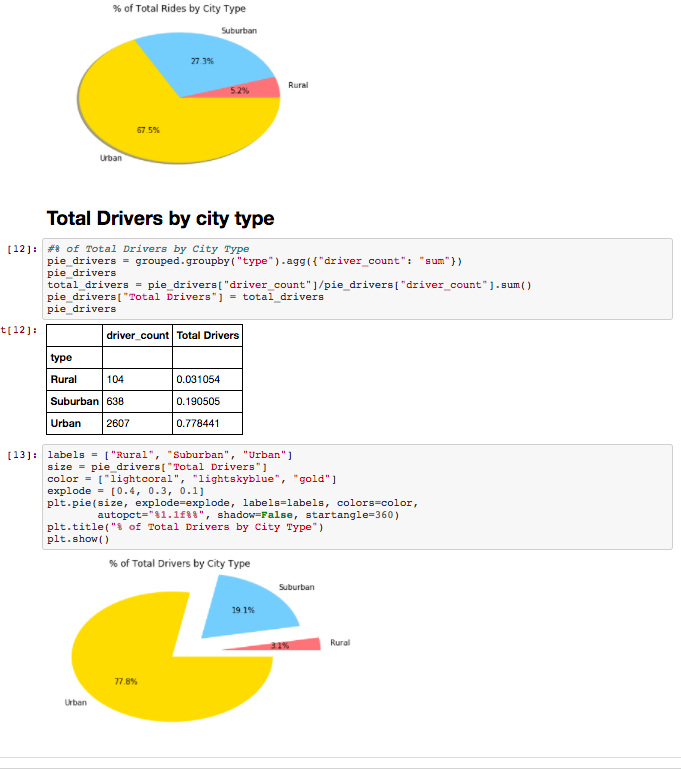 % of Total Rides by City Type
Suburban
27.3%
Rural
5.2%
67.5%
Urban
Total Drivers by city type
[12]: #% of Total Drivers by City Type
pie_drivers = grouped.groupby("type").agg({"driver_count": "sum"})
pie_drivers
total_drivers = pie_drivers["driver_count"]/pie_drivers["driver_count"].sum()
pie_drivers["Total Drivers"] = total_drivers
pie_drivers
t[12]:
driver_count Total Drivers
type
Rural 104 0.031054
Suburban 638 0.190505
Urban 2607 0.778441
[13]: labels = ["Rural", "Suburban", "Urban"]
size = pie_drivers["Total Drivers"]
color = ["lightcoral", "lightskyblue", "gold"]
explode = [0.4, 0.3, 0.1]
plt.pie(size, explode=explode, labels=labels, colors=color,
autopct="%1.1f%%", shadow=False, startangle=360)
plt.title("% of Total Drivers by City Type")
plt.show()
% of Total Drivers by City Type
Suburban
19.1%
Rural
3.1%
77.8%
Urban